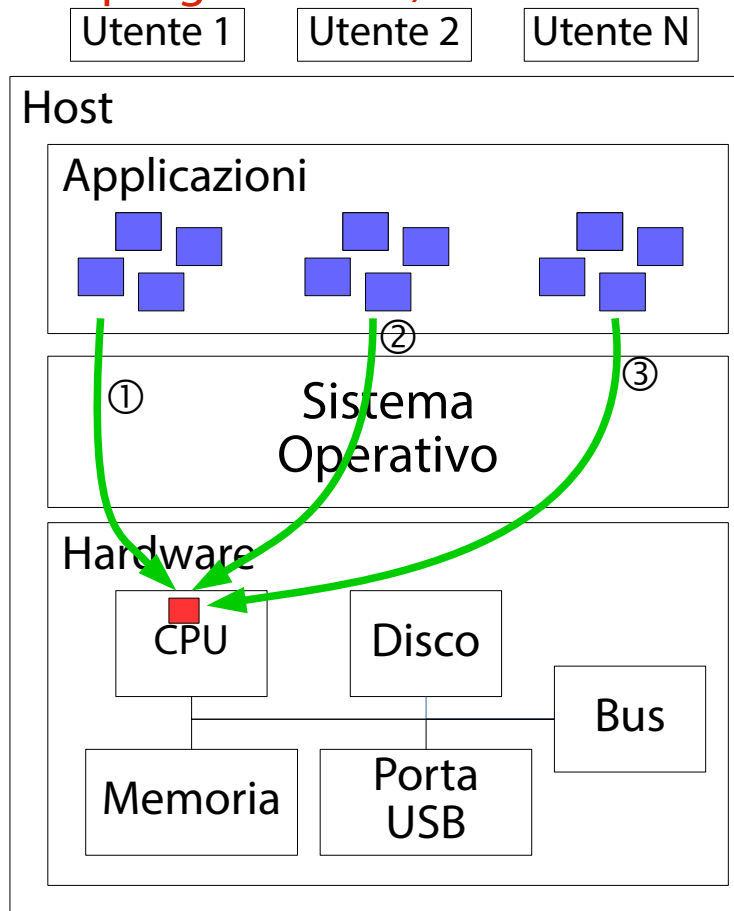 Utente 1
Utente 2
Utente N
Host
Applicazioni
②
③
①
Sistema
Operativo
Hardware
CPU
Disco
Bus
Memoria
Porta
USB